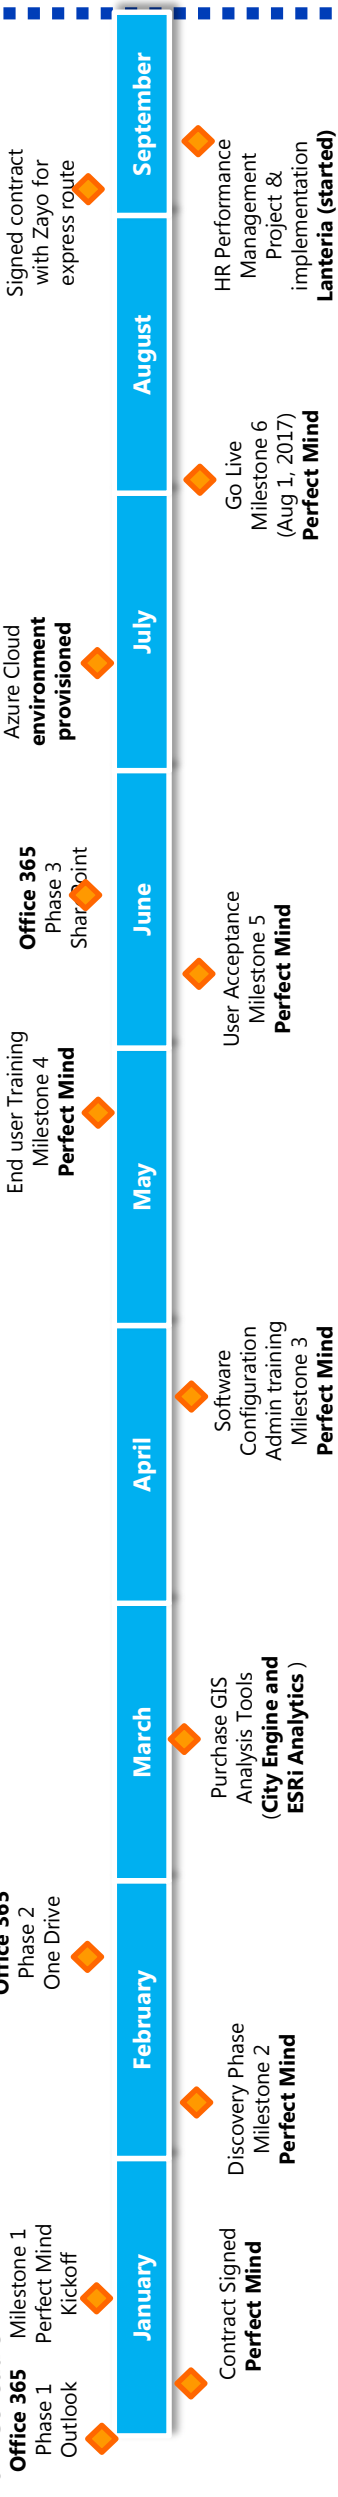 Office 365
Phase 1
Outlook
Milestone 1
Perfect Mind
Kickoff
Office 365
Phase 2
One Drive
End user Training
Milestone 4
Perfect Mind
Office 365
Phase 3
SharePoint
Azure Cloud
environment
provisioned
Signed contract
with Zayo for
express route
January
February
March
April
May
June
July
August
September
Contract Signed
Perfect Mind
Discovery Phase
Milestone 2
Perfect Mind
Purchase GIS
Analysis Tools
(City Engine and
ESRi Analytics )
Software
Configuration
Admin training
Milestone 3
Perfect Mind
User Acceptance
Milestone 5
Perfect Mind
Go Live
Milestone 6
(Aug 1, 2017)
Perfect Mind
HR Performance
Management
Project &
implementation
Lanteria (started)